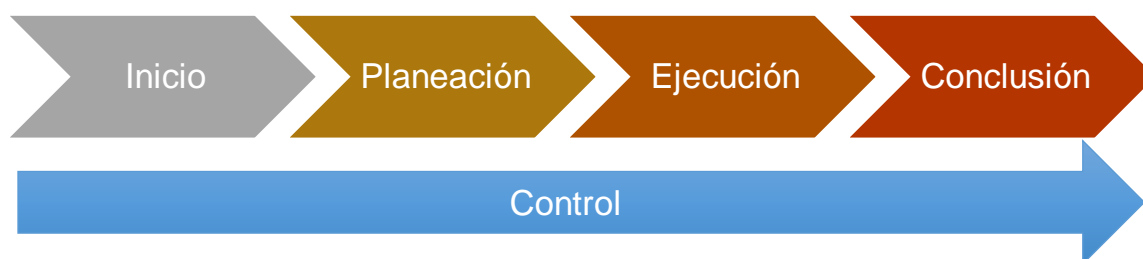 Inicio
Planeación
Ejecución
Conclusión
Control